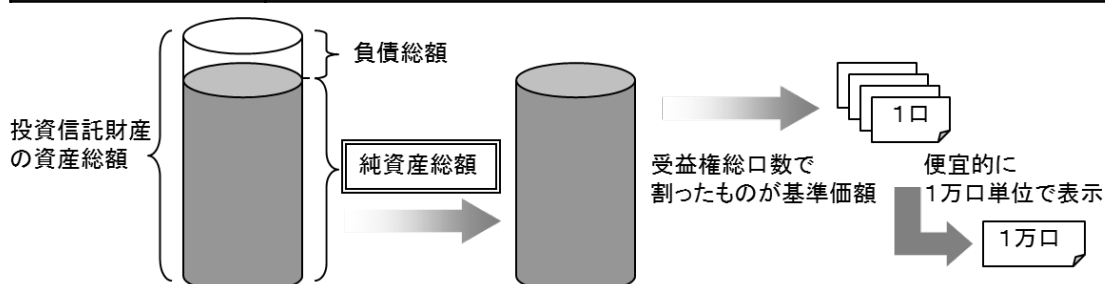 負債総額
投資信託財産
の資産総額
純資産総額
受益権総口数で
割ったものが基準価額
1口
便宜的に
1万口単位で表示
1万口